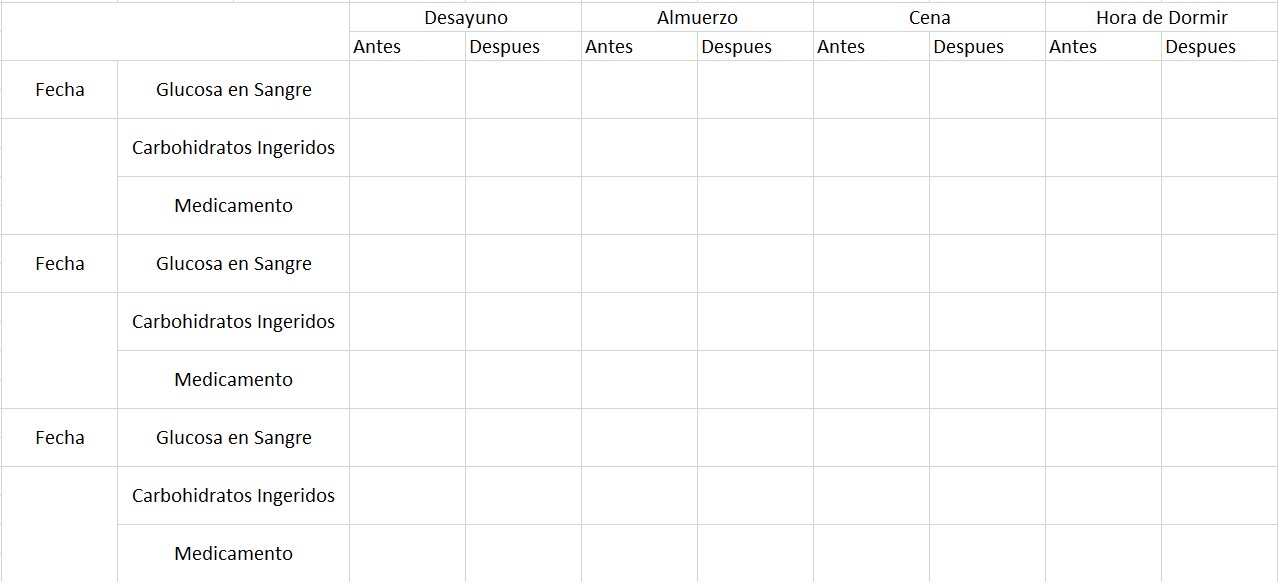 Desayuno Almuerzo Cena Hora de Dormir
Antes Despues Antes Despues Antes Despues Antes Despues
Fecha Glucosa en Sangre
Carbohidratos Ingeridos
Medicamento
Fecha Glucosa en Sangre
Carbohidratos Ingeridos
Medicamento
Fecha Glucosa en Sangre
Carbohidratos Ingeridos
Medicamento